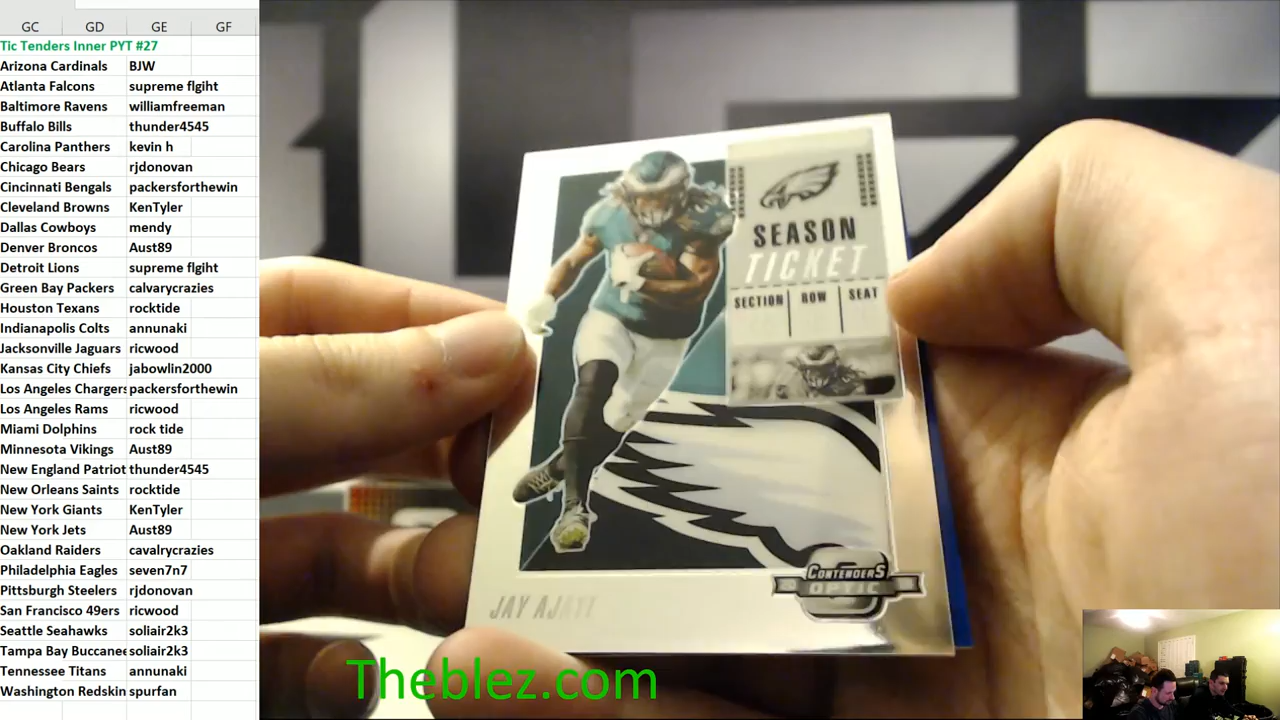 GC GD GE GF
Tic Tenders Inner PYT #27
Arizona Cardinals BJW
Atlanta Falcons supreme flgiht
Baltimore Ravens williamfreeman
Buffalo Bills thunder4545
Carolina Panthers kevin h
Chicago Bears rjdonovan
Cincinnati Bengals packersforthewin
Cleveland Browns KenTyler
Dallas Cowboys mendy
Denver Broncos Aust89
Detroit Lions supreme flgiht
Green Bay Packers calvarycrazies
Houston Texans rocktide
Indianapolis Colts annunaki
Jacksonville Jaguars ricwood
Kansas City Chiefs jabowlin2000
Los Angeles Chargers packersforthewin
Los Angeles Rams ricwood
Miami Dolphins rock tide
Minnesota Vikings Aust89
New England Patriot thunder4545
New Orleans Saints rocktide
New York Giants KenTyler
New York Jets Aust89
Oakland Raiders cavalrycrazies
Philadelphia Eagles seven7n7
Pittsburgh Steelers rjdonovan
San Francisco 49ers ricwood
Seattle Seahawks soliair2k3
Tampa Bay Buccanee soliair2k3
Tennessee Titans annunaki
Washington Redskin spurfan
SEASON
TICKET
SECTION ROW SEAT
CONTENDERS
OPTIC
JAY AJAYI
Theblez.com